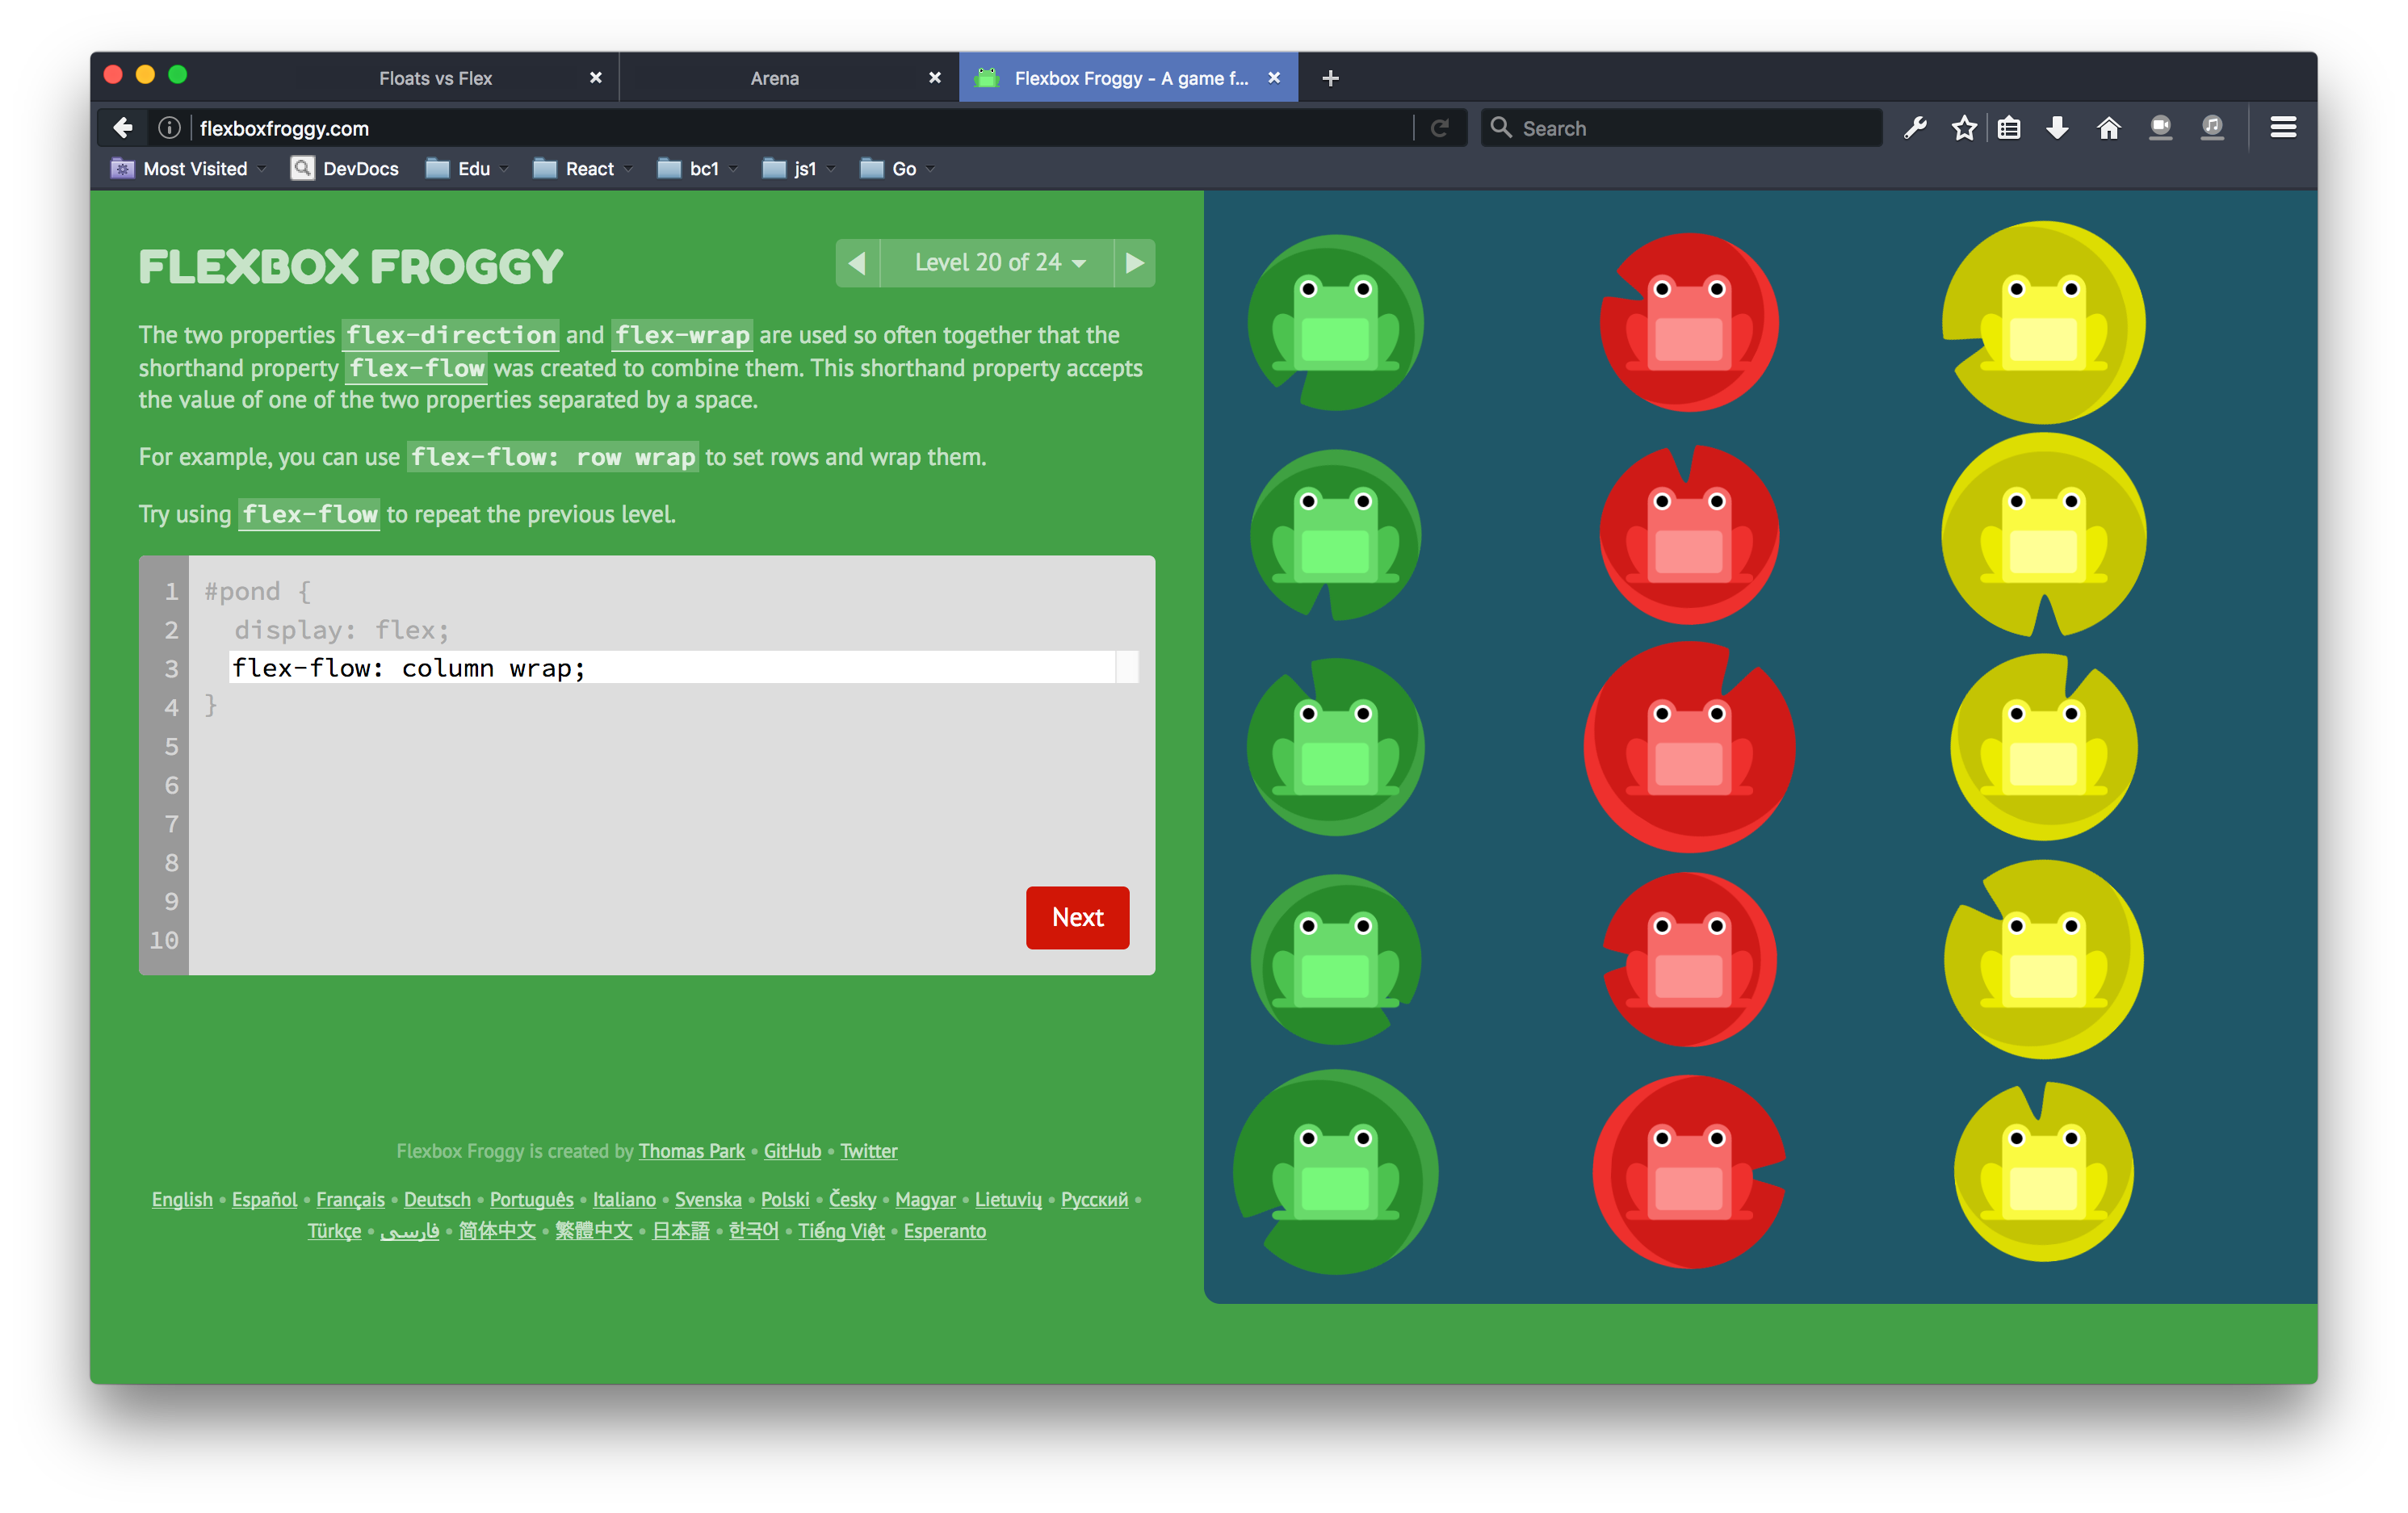 Floats vs Flex
Arena
Flexbox Froggy - A game f...
flexboxfroggy.com
Search
Most Visited
DevDocs
Edu
React
bc1
js1
Go
FLEXBOX FROGGY
Level 20 of 24
The two properties flex-direction and flex-wrap are used so often together that the
shorthand property flex-flow was created to combine them. This shorthand property accepts
the value of one of the two properties separated by a space.
For example, you can use flex-flow: row wrap to set rows and wrap them.
Try using flex-flow to repeat the previous level.
1 #pond {
2 display: flex;
3 flex-flow: column wrap;
4 }
5
6
7
8
9
10
Next
Flexbox Froggy is created by Thomas Park • GitHub • Twitter
English • Español • Français • Deutsch • Português • Italiano • Svenska • Polski • Česky • Magyar • Lietuvių • Русский •
Türkçe • فارسی • 简体中文 • 繁體中文 • 日本語 • 한국어 • Tiếng Việt • Esperanto